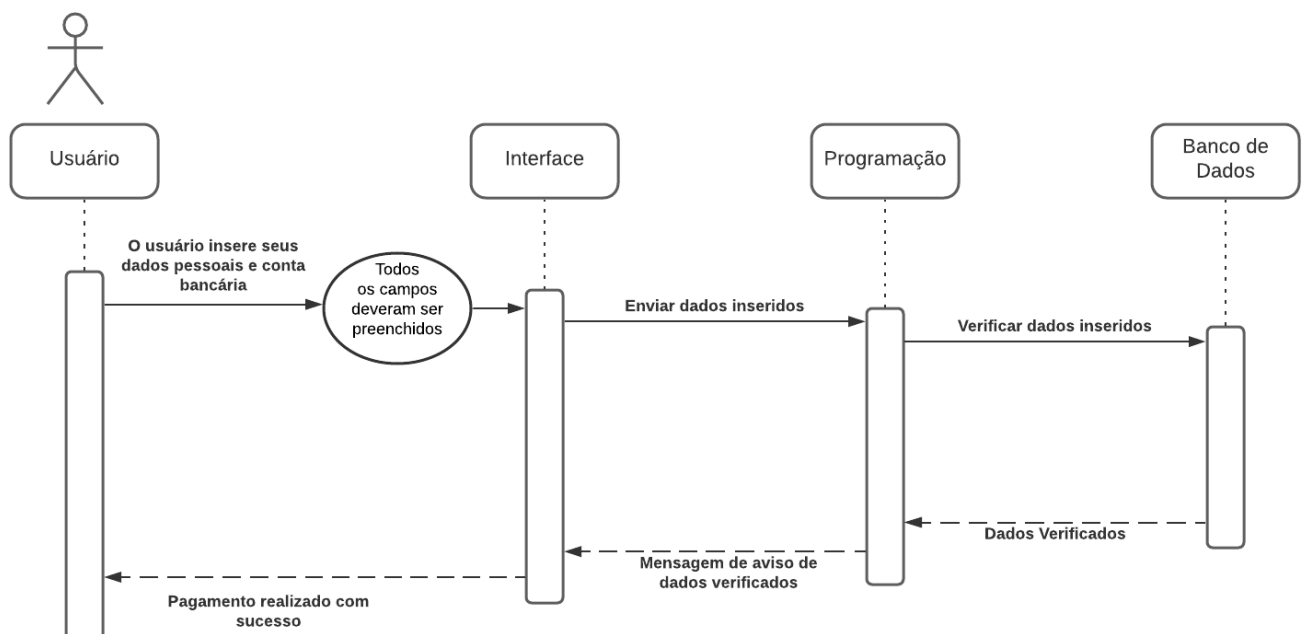 Usuário
Interface
Programação
Banco de
Dados
O usuário insere seus
dados pessoais e conta
bancária
Todos
os campos
deveram ser
preenchidos
Enviar dados inseridos
Verificar dados inseridos
Dados Verificados
Mensagem de aviso de
dados verificados
Pagamento realizado com
sucesso